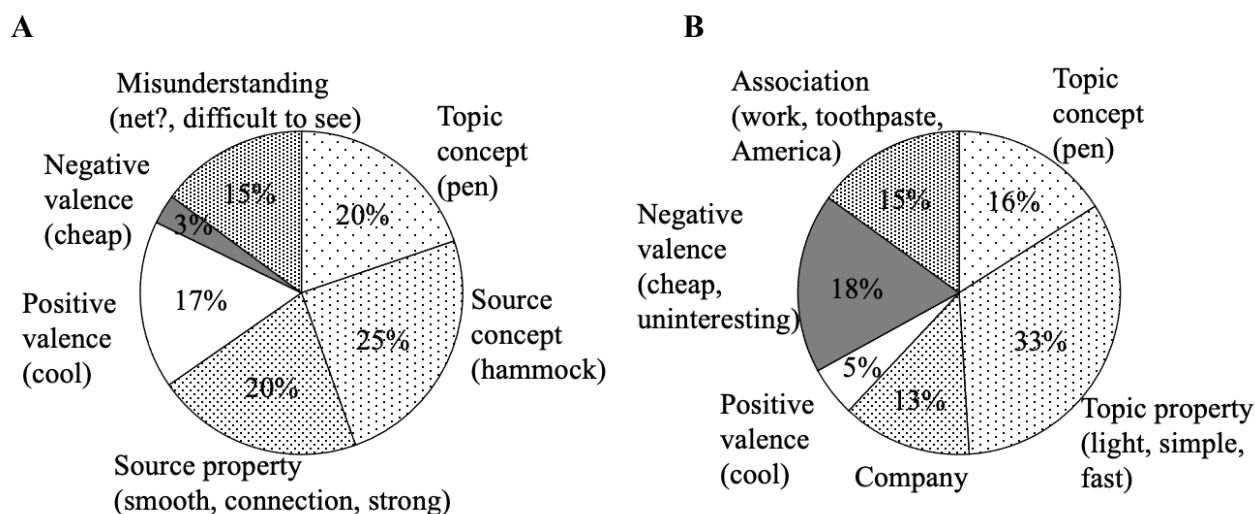 A
Misunderstanding
(net?, difficult to see)
Topic
concept
(pen)
Negative
valence
(cheap)
15%
3%
20%
Positive
valence
(cool)
17%
25%
Source
concept
(hammock)
20%
Source property
(smooth, connection, strong)
B
Association
(work, toothpaste,
America)
Topic
concept
(pen)
15%
16%
Negative
valence
(cheap,
uninteresting)
18%
33%
5%
13%
Positive
valence
(cool)
Company
Topic property
(light, simple,
fast)